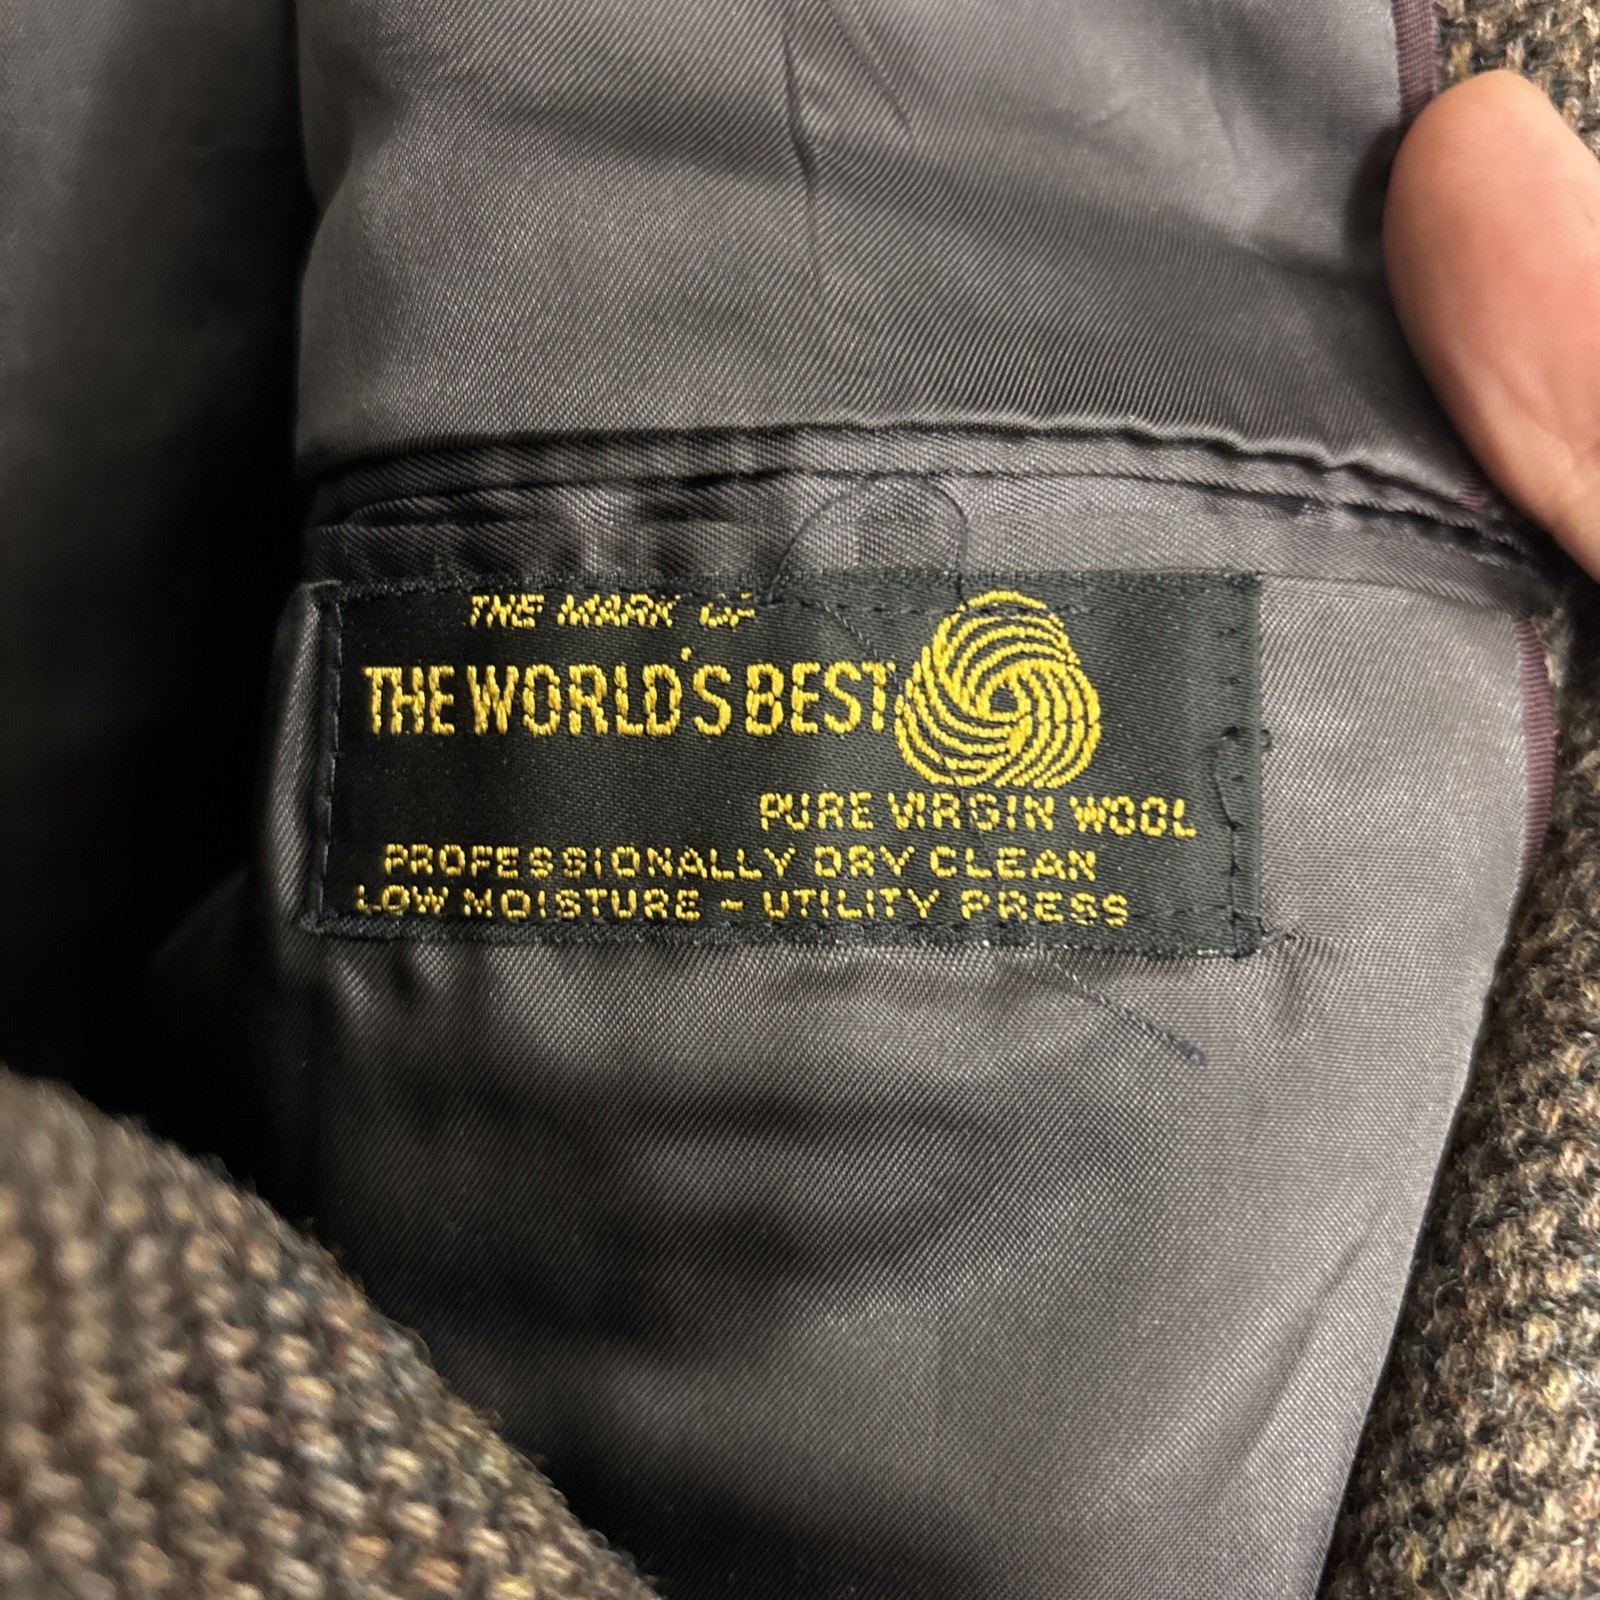 THE MARK OF
THE WORLD'S BEST
PURE VIRGIN WOOL
PROFESSIONALLY DRY CLEAN
LOW MOISTURE - UTILITY PRESS